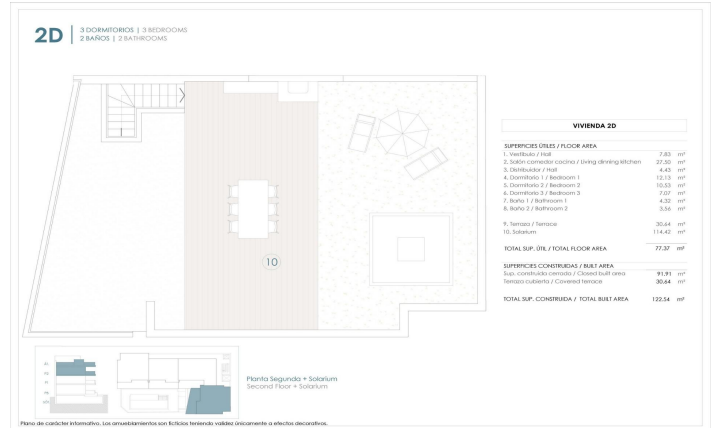 2D
3 DORMITORIOS | 3 BEDROOMS
2 BAÑOS | 2 BATHROOMS
VIVIENDA 2D
SUPERFICIES ÚTILES / FLOOR AREA
1. Vestíbulo / Hall 7,83 m²
2. Salón comedor cocina / Living dinning kitchen 27,50 m²
3. Distribuidor / Hall 4,43 m²
4. Dormitorio 1 / Bedroom 1 12,13 m²
5. Dormitorio 2 / Bedroom 2 10,53 m²
6. Dormitorio 3 / Bedroom 3 7,07 m²
7. Baño 1 / Bathroom 1 4,32 m²
8. Baño 2 / Bathroom 2 3,56 m²
9. Terraza / Terrace 30,64 m²
10. Solarium 114,42 m²
TOTAL SUP. ÚTIL / TOTAL FLOOR AREA 77,37 m²
SUPERFICIES CONSTRUIDAS / BUILT AREA
Sup. construida cerrada / Closed built area 91,91 m²
Terraza cubierta / Covered terrace 30,64 m²
TOTAL SUP. CONSTRUIDA / TOTAL BUILT AREA 122,54 m²
10
Planta Segunda + Solarium
Second Floor + Solarium
Plano de carácter informativo. Los amueblamientos son ficticios teniendo validez únicamente a efectos decorativos.